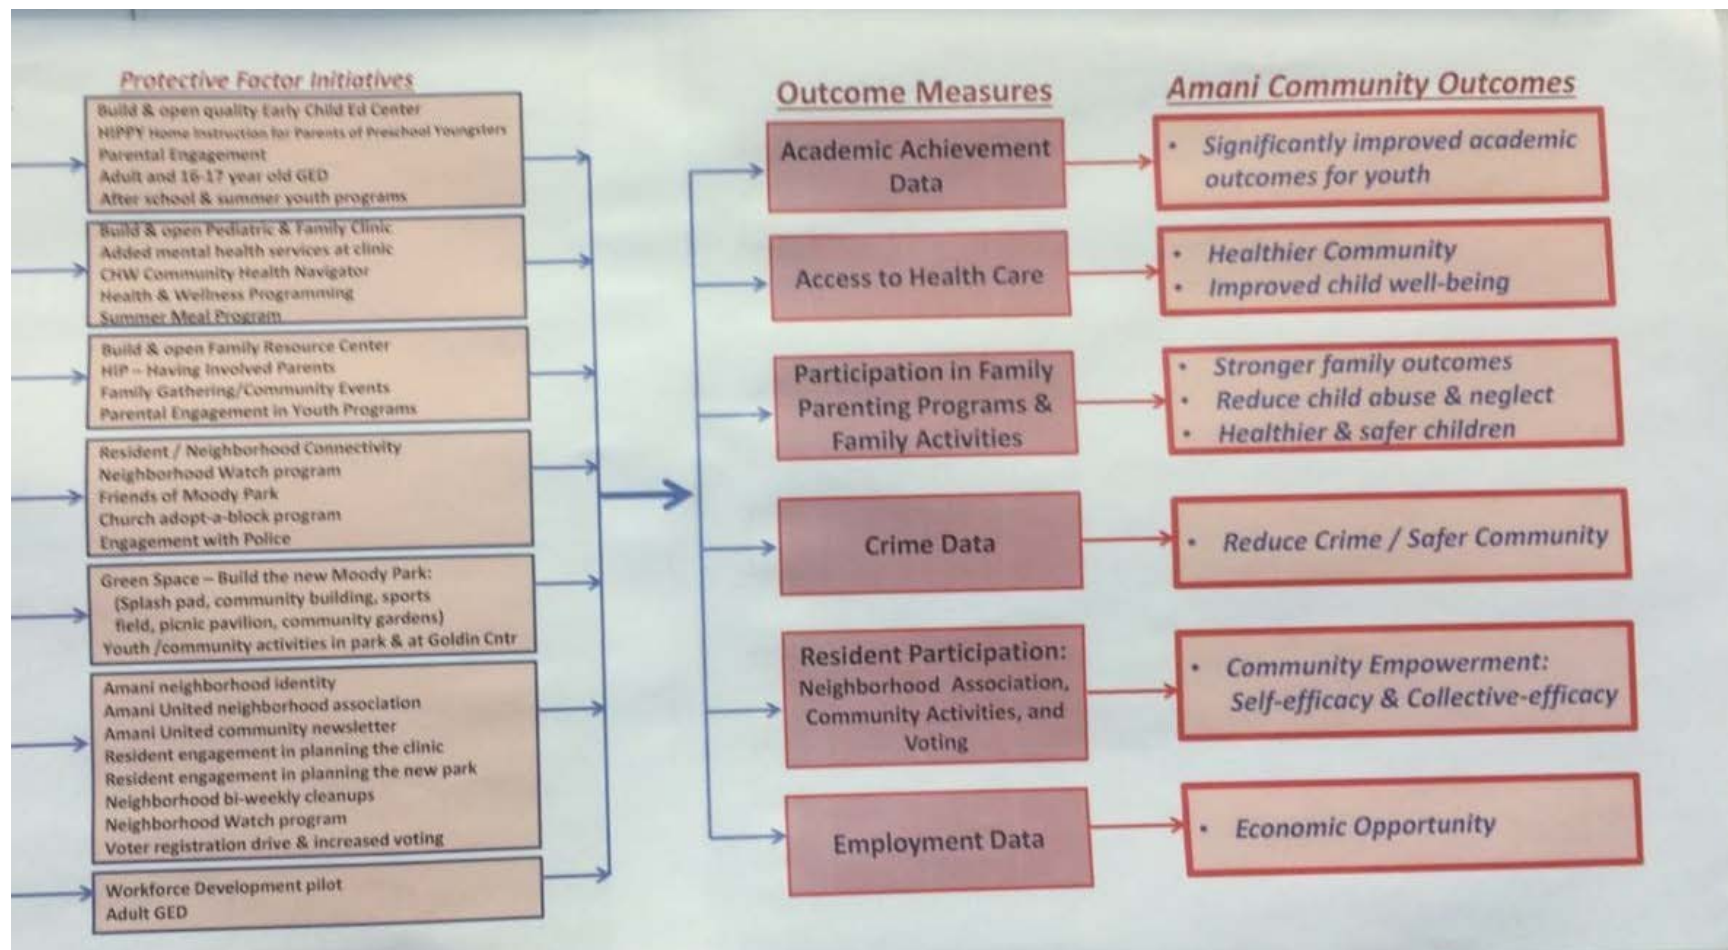 Protective Factor Initiatives
Build & open quality Early Child Ed Center
HIPPY Home Instruction for Parents of Preschool Youngsters
Parental Engagement
Adult and 16-17 year old GED
After school & summer youth programs
Build & open Pediatric & Family Clinic
Added mental health services at clinic
CHW Community Health Navigator
Health & Wellness Programming
Summer Meal Program
Build & open Family Resource Center
HIP – Having Involved Parents
Family Gathering/Community Events
Parental Engagement in Youth Programs
Resident / Neighborhood Connectivity
Neighborhood Watch program
Friends of Moody Park
Church adopt-a-block program
Engagement with Police
Green Space – Build the new Moody Park:
(Splash pad, community building, sports
field, picnic pavilion, community gardens)
Youth /community activities in park & at Goldin Cntr
Amani neighborhood identity
Amani United neighborhood association
Amani United community newsletter
Resident engagement in planning the clinic
Resident engagement in planning the new park
Neighborhood bi-weekly cleanups
Neighborhood Watch program
Voter registration drive & increased voting
Workforce Development pilot
Adult GED
Outcome Measures
Academic Achievement
Data
Access to Health Care
Participation in Family
Parenting Programs &
Family Activities
Crime Data
Resident Participation:
Neighborhood Association,
Community Activities, and
Voting
Employment Data
Amani Community Outcomes
• Significantly improved academic
outcomes for youth
• Healthier Community
• Improved child well-being
• Stronger family outcomes
• Reduce child abuse & neglect
• Healthier & safer children
• Reduce Crime / Safer Community
• Community Empowerment:
Self-efficacy & Collective-efficacy
• Economic Opportunity